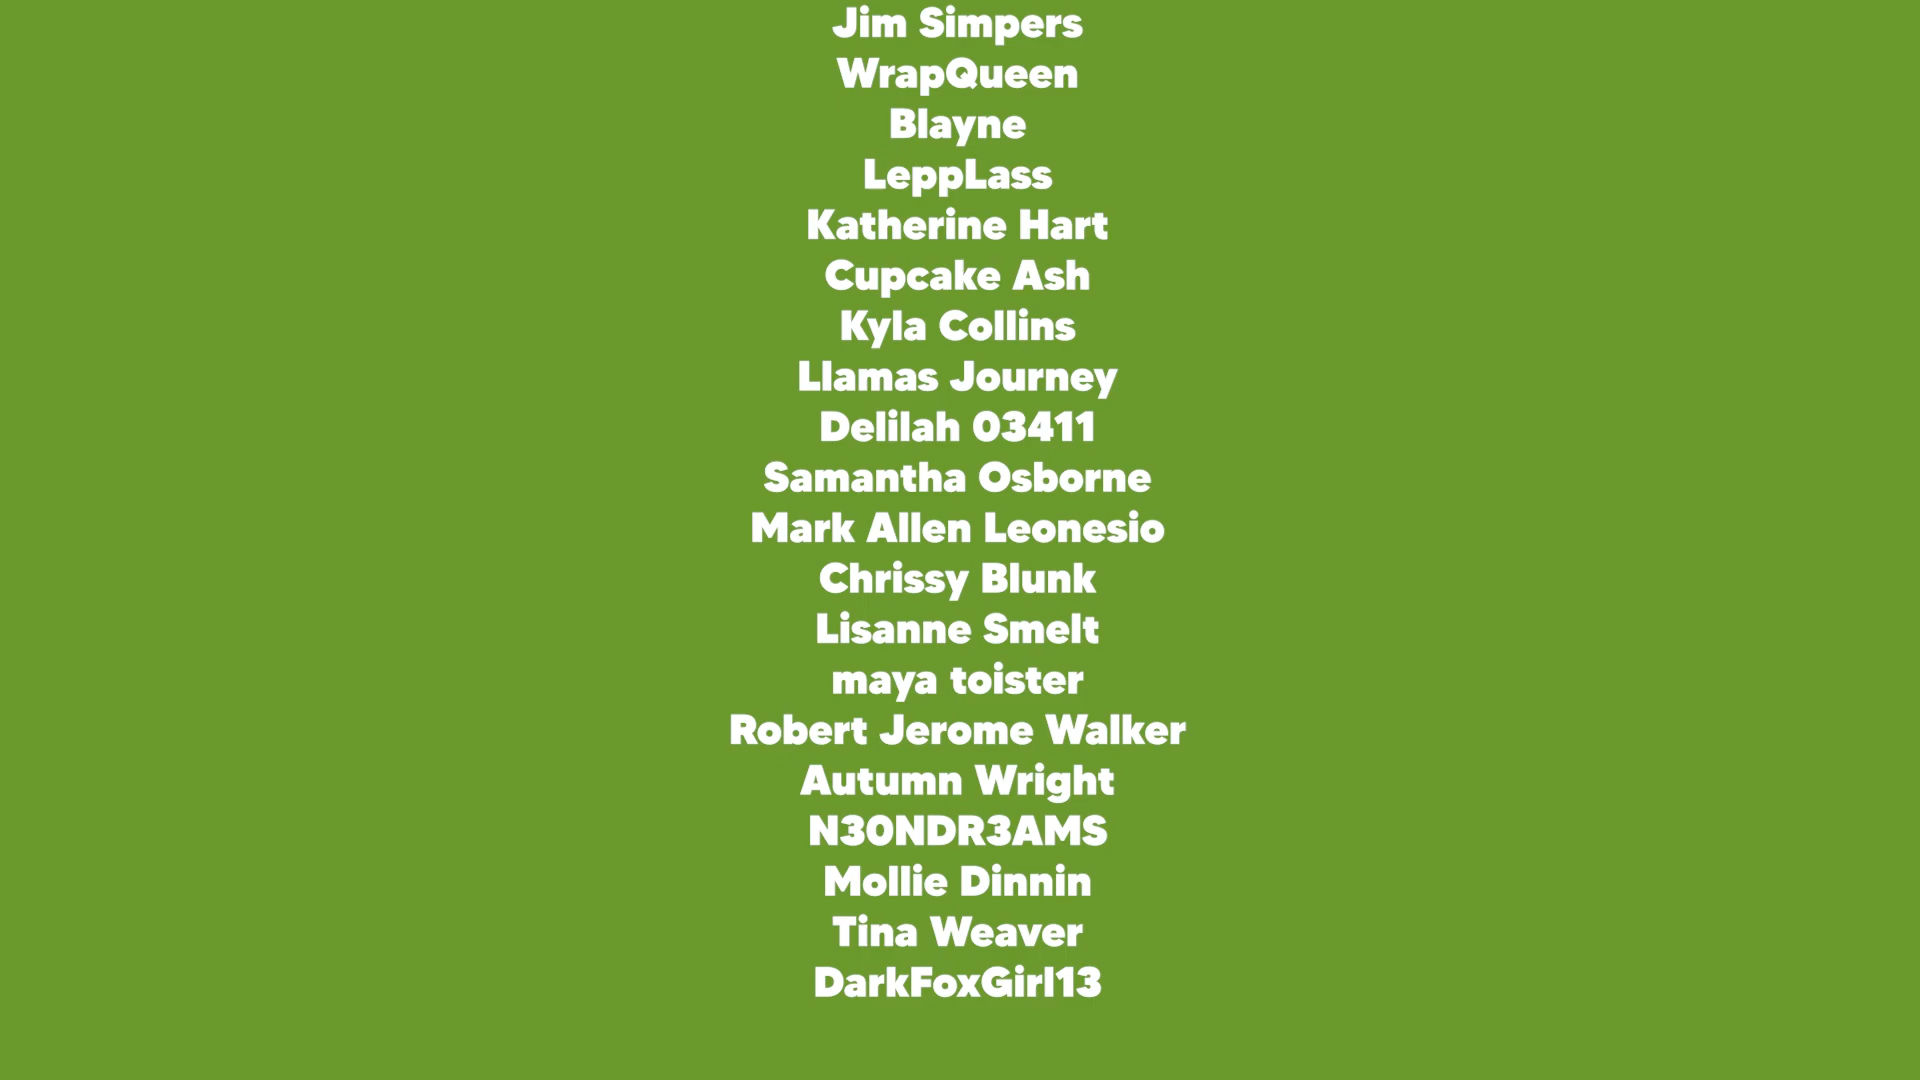 Jim Simpers
WrapQueen
Blayne
LeppLass
Katherine Hart
Cupcake Ash
Kyla Collins
Llamas Journey
Delilah 03411
Samantha Osborne
Mark Allen Leonesio
Chrissy Blunk
Lisanne Smelt
maya toister
Robert Jerome Walker
Autumn Wright
N30NDR3AMS
Mollie Dinnin
Tina Weaver
DarkFoxGirl13